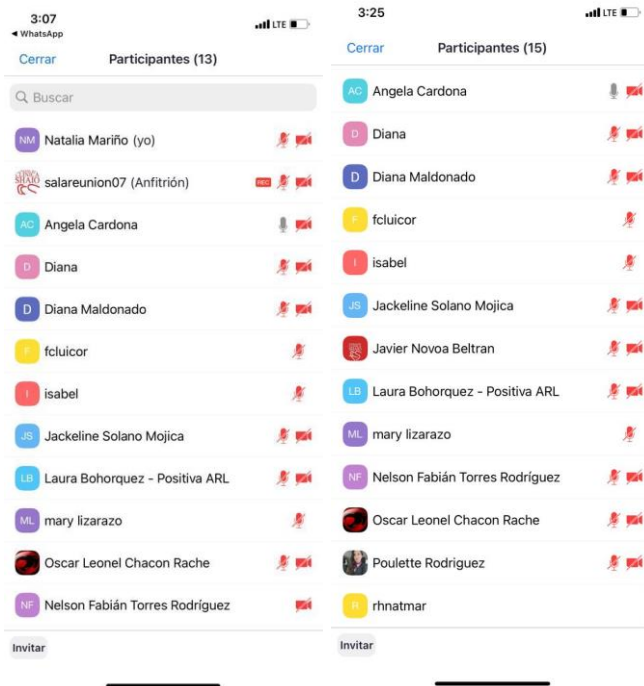 3:07
LTE
WhatsApp
Cerrar
Participantes (13)
Buscar
NM Natalia Mariño (yo)
CLINICA SHAIO salareunion07 (Anfitrión) REC
AC Angela Cardona
D Diana
D Diana Maldonado
F fcluicor
I isabel
JS Jackeline Solano Mojica
LB Laura Bohorquez - Positiva ARL
ML mary lizarazo
Oscar Leonel Chacon Rache
NF Nelson Fabián Torres Rodríguez
Invitar
3:25
LTE
Cerrar
Participantes (15)
AC Angela Cardona
D Diana
D Diana Maldonado
F fcluicor
I isabel
JS Jackeline Solano Mojica
Javier Novoa Beltran
LB Laura Bohorquez - Positiva ARL
ML mary lizarazo
NF Nelson Fabián Torres Rodríguez
Oscar Leonel Chacon Rache
Poulette Rodriguez
R rhnatmar
Invitar